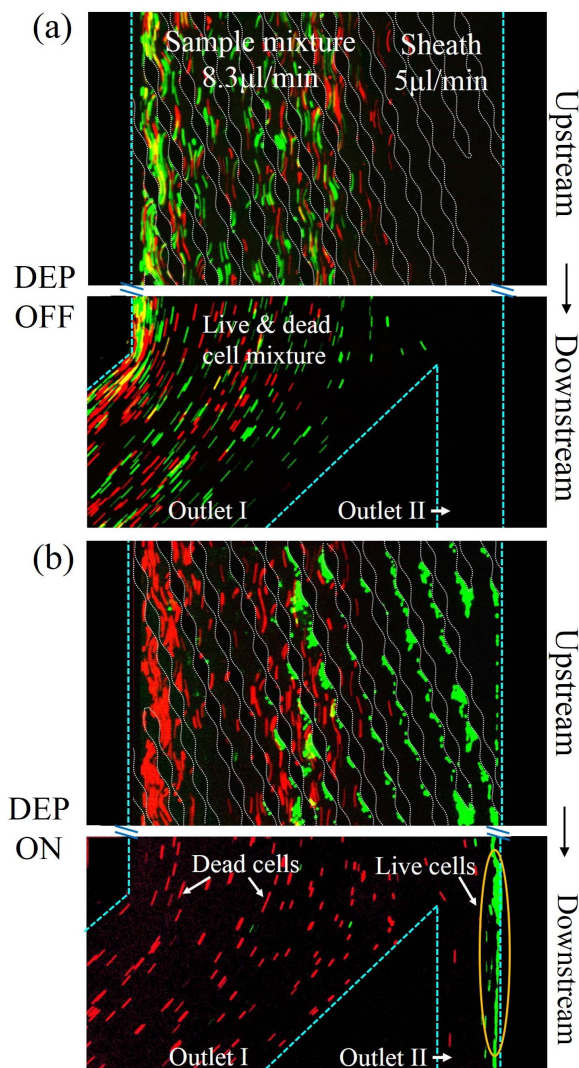 (a)
Sample mixture
8.3µl/min
Sheath
5µl/min
Upstream
DEP
OFF
Live & dead
cell mixture
Outlet I
Outlet II
Downstream
(b)
Upstream
DEP
ON
Dead cells
Live cells
Outlet I
Outlet II
Downstream